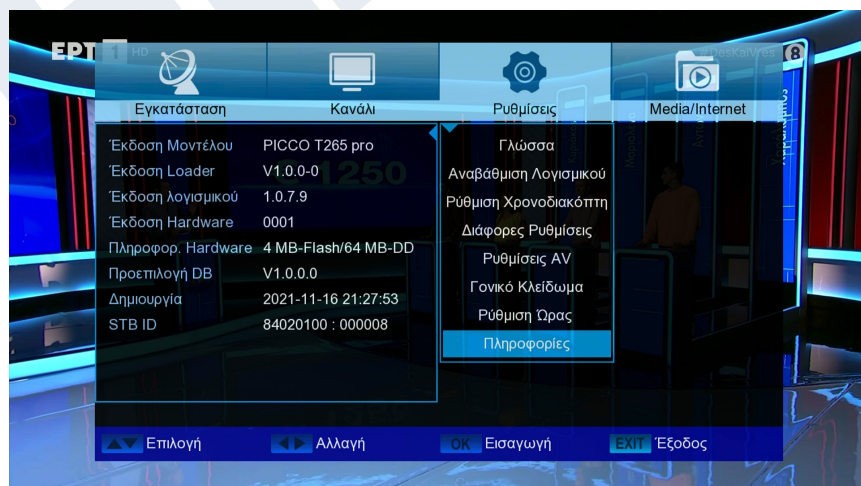 ΕΡΤ 1 HD
#DesKaiVres 8
Εγκατάσταση
Κανάλι
Ρυθμίσεις
Media/Internet
Έκδοση Μοντέλου PICCO T265 pro
Έκδοση Loader V1.0.0-0
Έκδοση λογισμικού 1.0.7.9
Έκδοση Hardware 0001
Πληροφορ. Hardware 4 MB-Flash/64 MB-DD
Προεπιλογή DB V1.0.0.0
Δημιουργία 2021-11-16 21:27:53
STB ID 84020100 : 000008
1250
Γλώσσα
Αναβάθμιση Λογισμικού
Ρύθμιση Χρονοδιακόπτη
Διάφορες Ρυθμίσεις
Ρυθμίσεις AV
Γονικό Κλείδωμα
Ρύθμιση Ώρας
Πληροφορίες
Επιλογή
Αλλαγή
OK Εισαγωγή
EXIT Έξοδος